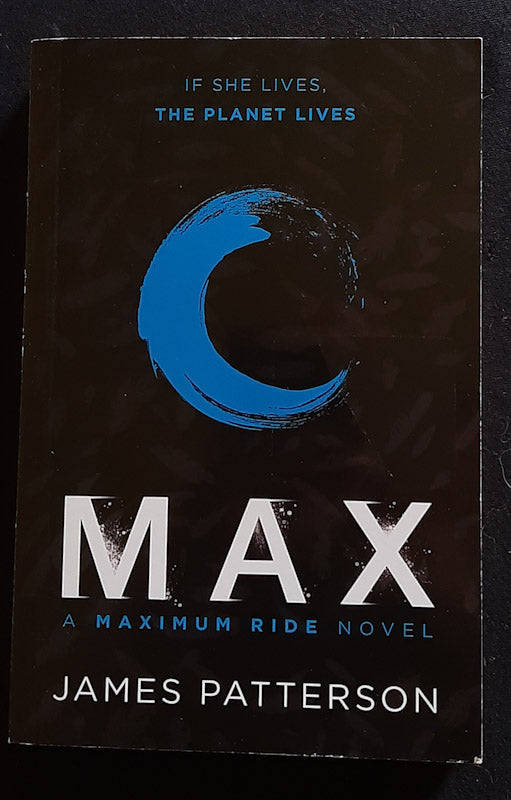 IF SHE LIVES,
THE PLANET LIVES
MAX
A MAXIMUM RIDE NOVEL
JAMES PATTERSON